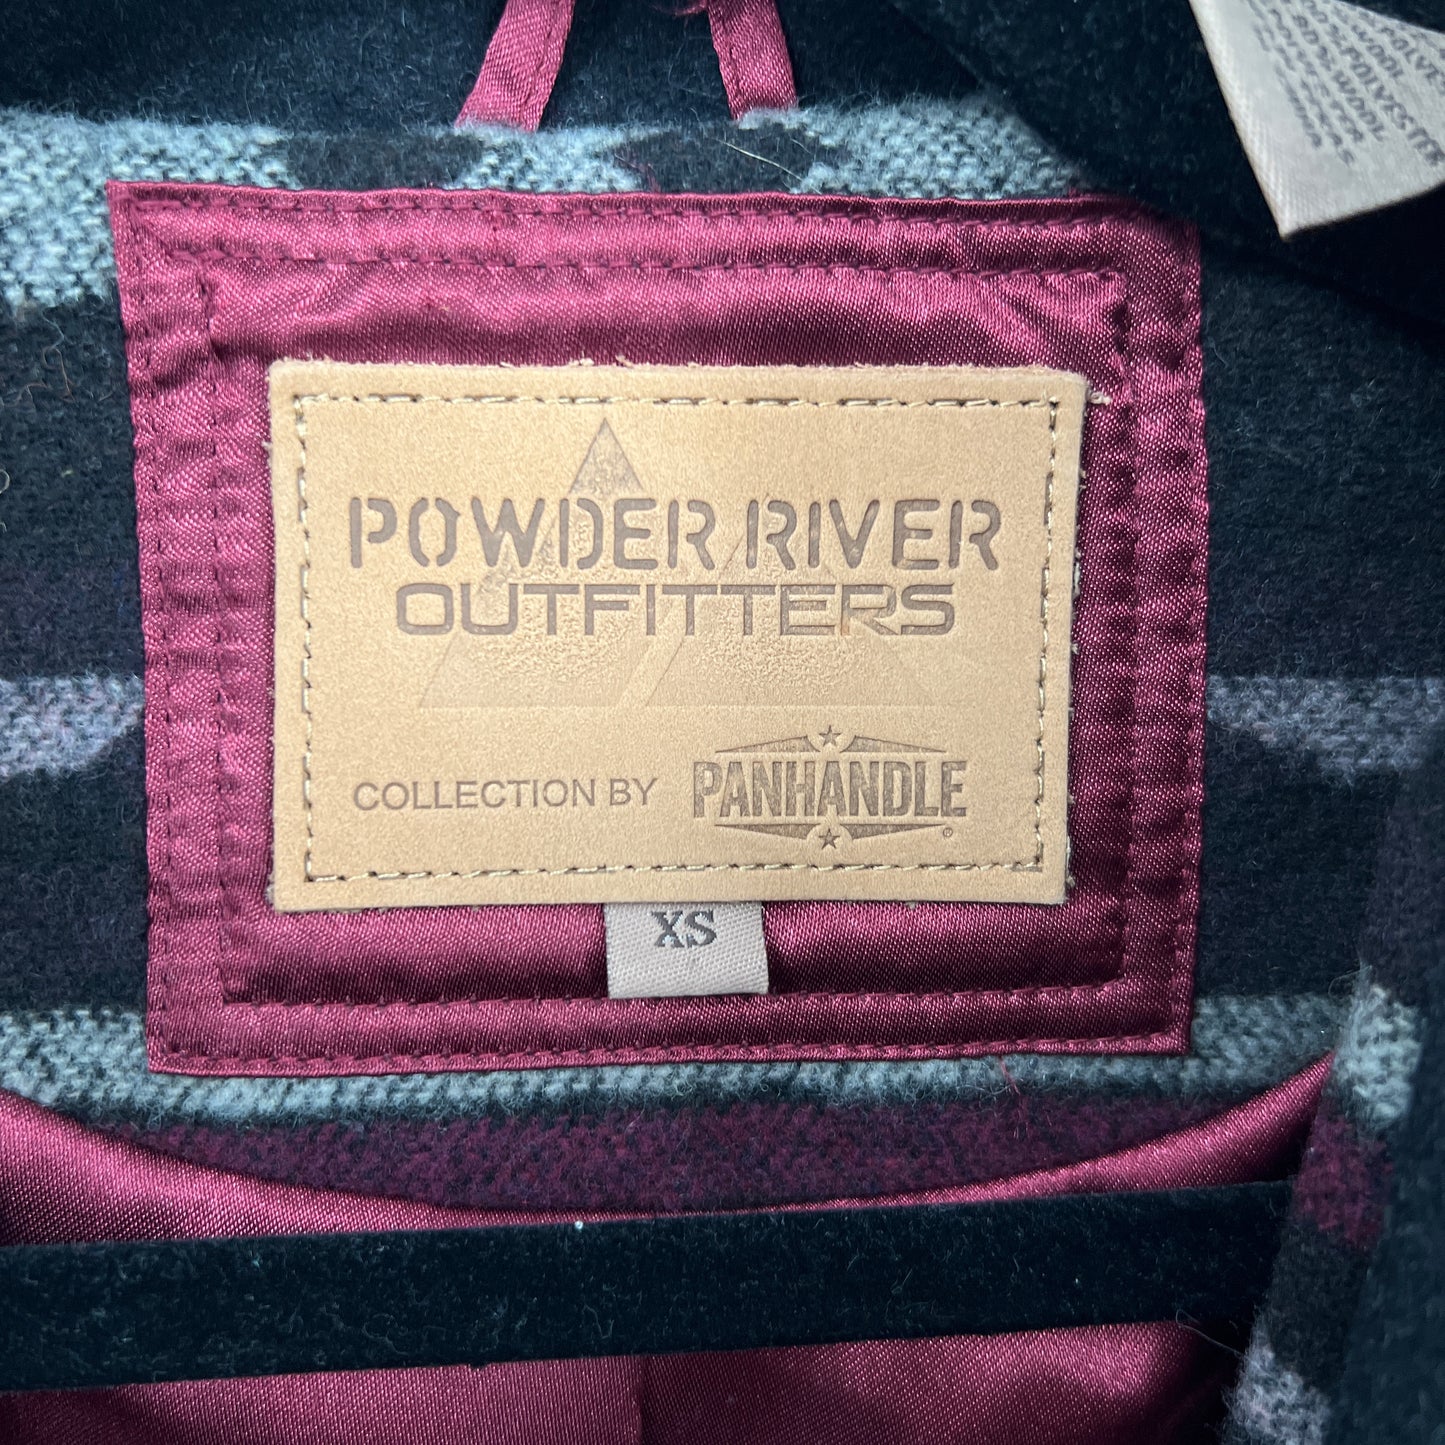 POWDER RIVER
OUTFITTERS
COLLECTION BY PANHANDLE®
XS